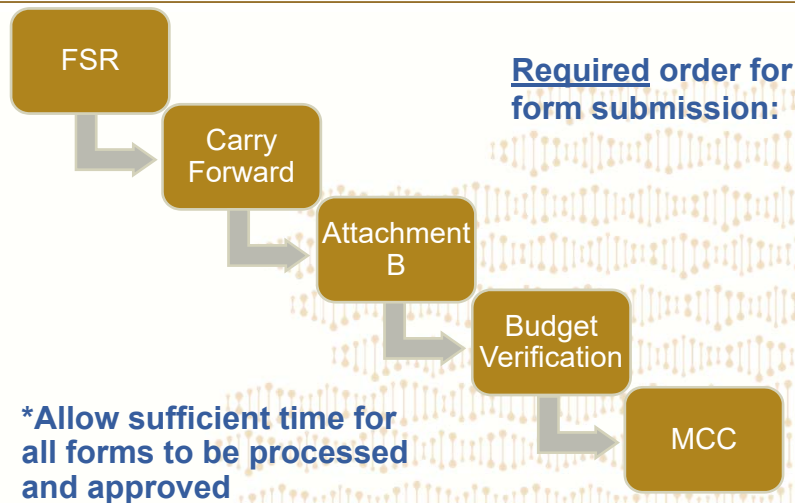 FSR
Required order for
form submission:
Carry
Forward
Attachment
B
Budget
Verification
MCC
*Allow sufficient time for
all forms to be processed
and approved